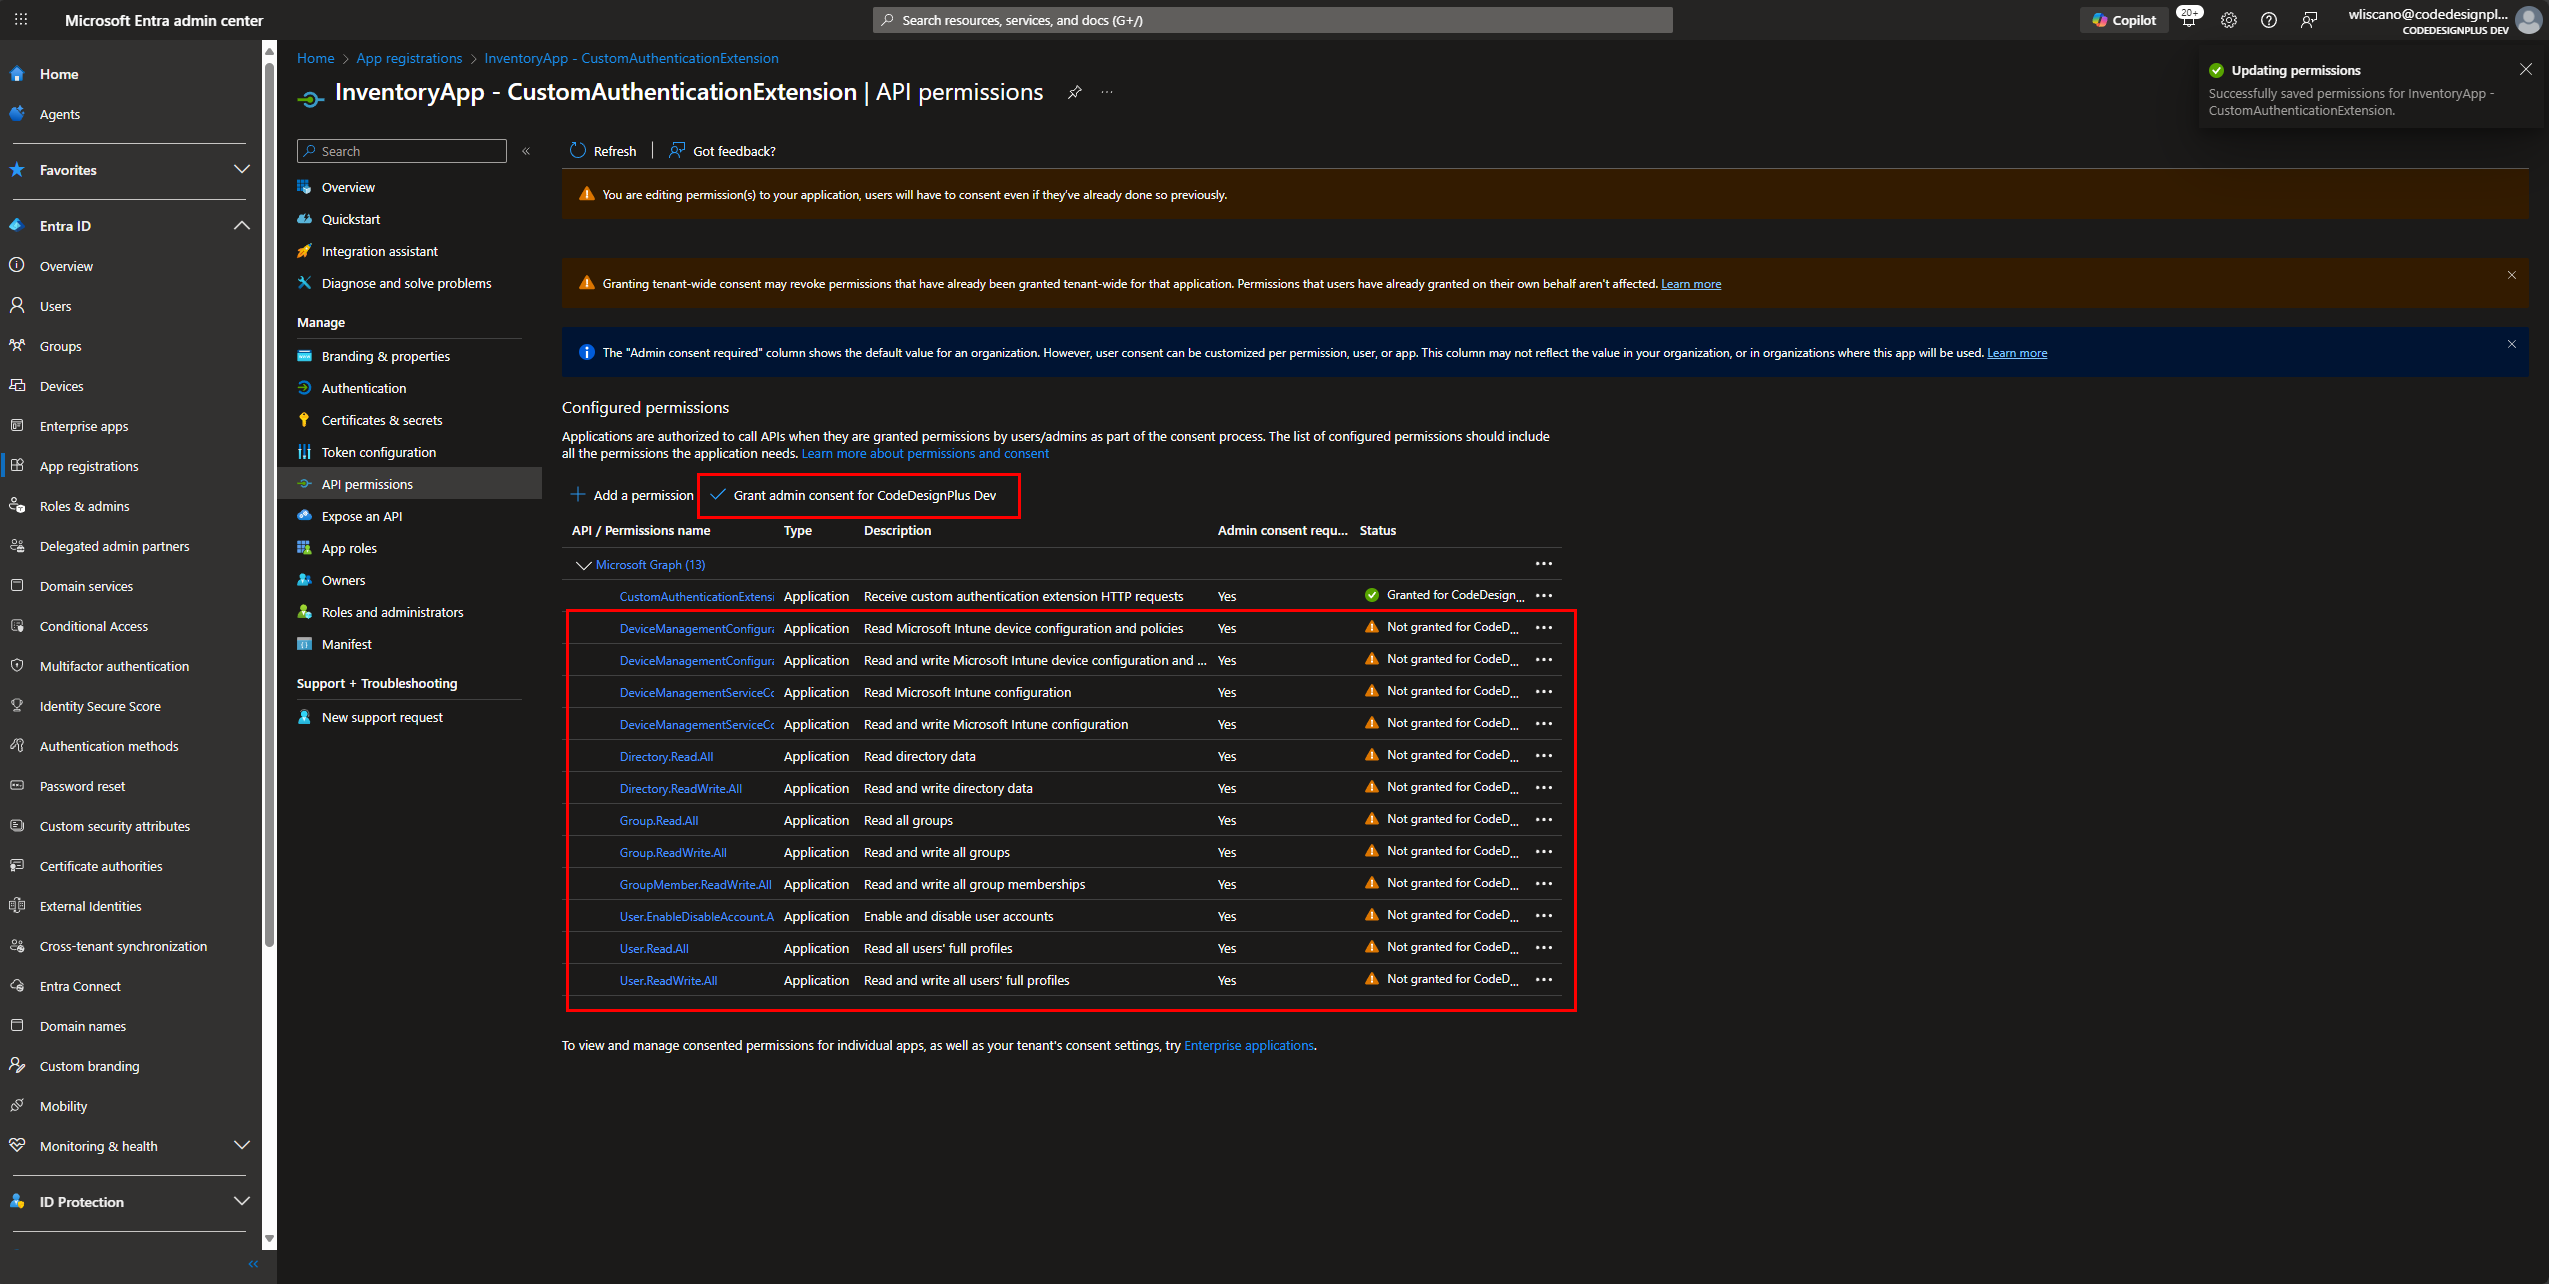 Microsoft Entra admin center
Search resources, services, and docs (G+/)
Copilot
20+
wliscano@codedesignpl...
CODEDESIGNPLUS DEV
Home
Agents
Favorites
Entra ID
Overview
Users
Groups
Devices
Enterprise apps
App registrations
Roles & admins
Delegated admin partners
Domain services
Conditional Access
Multifactor authentication
Identity Secure Score
Authentication methods
Password reset
Custom security attributes
Certificate authorities
External Identities
Cross-tenant synchronization
Entra Connect
Domain names
Custom branding
Mobility
Monitoring & health
ID Protection
Home > App registrations > InventoryApp - CustomAuthenticationExtension
InventoryApp - CustomAuthenticationExtension | API permissions
Updating permissions
Successfully saved permissions for InventoryApp -
CustomAuthenticationExtension.
Search
Overview
Quickstart
Integration assistant
Diagnose and solve problems
Manage
Branding & properties
Authentication
Certificates & secrets
Token configuration
API permissions
Expose an API
App roles
Owners
Roles and administrators
Manifest
Support + Troubleshooting
New support request
Refresh | Got feedback?
You are editing permission(s) to your application, users will have to consent even if they've already done so previously.
Granting tenant-wide consent may revoke permissions that have already been granted tenant-wide for that application. Permissions that users have already granted on their own behalf aren't affected. Learn more
The "Admin consent required" column shows the default value for an organization. However, user consent can be customized per permission, user, or app. This column may not reflect the value in your organization, or in organizations where this app will be used. Learn more
Configured permissions
Applications are authorized to call APIs when they are granted permissions by users/admins as part of the consent process. The list of configured permissions should include
all the permissions the application needs. Learn more about permissions and consent
Add a permission Grant admin consent for CodeDesignPlus Dev
API / Permissions name Type Description Admin consent requ... Status
Microsoft Graph (13)
CustomAuthenticationExtensi Application Receive custom authentication extension HTTP requests Yes Granted for CodeDesign...
DeviceManagementConfigura Application Read Microsoft Intune device configuration and policies Yes Not granted for CodeD...
DeviceManagementConfigura Application Read and write Microsoft Intune device configuration and ... Yes Not granted for CodeD...
DeviceManagementServiceCo Application Read Microsoft Intune configuration Yes Not granted for CodeD...
DeviceManagementServiceCo Application Read and write Microsoft Intune configuration Yes Not granted for CodeD...
Directory.Read.All Application Read directory data Yes Not granted for CodeD...
Directory.ReadWrite.All Application Read and write directory data Yes Not granted for CodeD...
Group.Read.All Application Read all groups Yes Not granted for CodeD...
Group.ReadWrite.All Application Read and write all groups Yes Not granted for CodeD...
GroupMember.ReadWrite.All Application Read and write all group memberships Yes Not granted for CodeD...
User.EnableDisableAccount.A Application Enable and disable user accounts Yes Not granted for CodeD...
User.Read.All Application Read all users' full profiles Yes Not granted for CodeD...
User.ReadWrite.All Application Read and write all users' full profiles Yes Not granted for CodeD...
To view and manage consented permissions for individual apps, as well as your tenant's consent settings, try Enterprise applications.